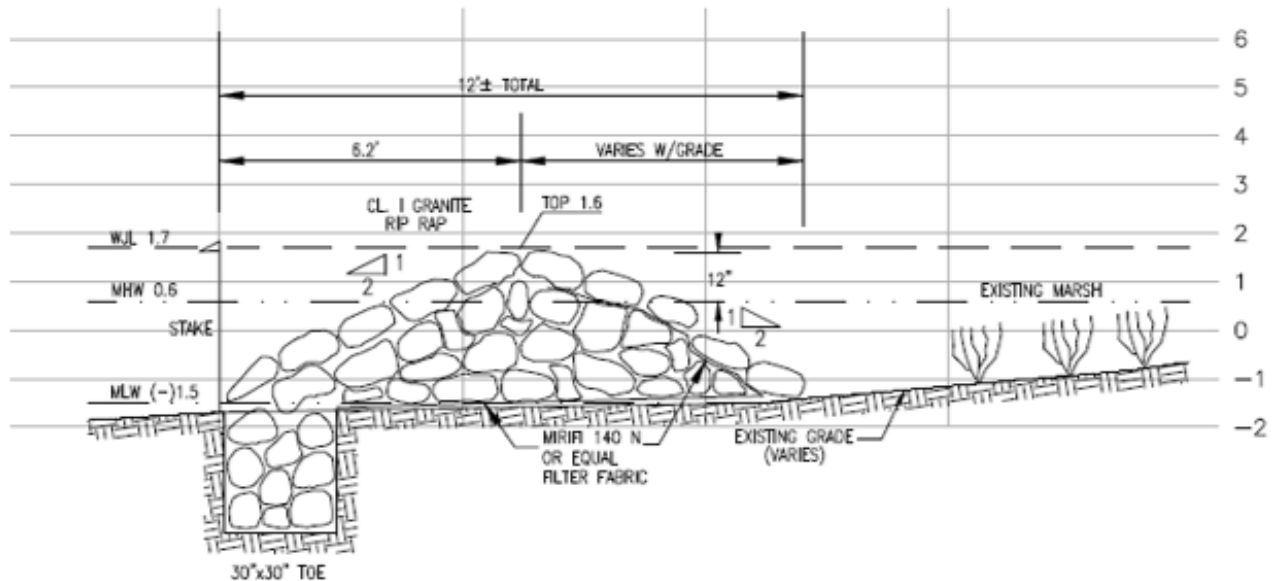 6
12'± TOTAL
5
4
6.2'
VARIES W/GRADE
3
CL. I GRANITE
RIP RAP
TOP 1.6
WJL 1.7
2
1
2
12"
1
MHW 0.6
EXISTING MARSH
STAKE
1
2
0
MLW (-)1.5
-1
MIRIFI 140 N
OR EQUAL
FILTER FABRIC
EXISTING GRADE
(VARIES)
-2
30"x30" TOE